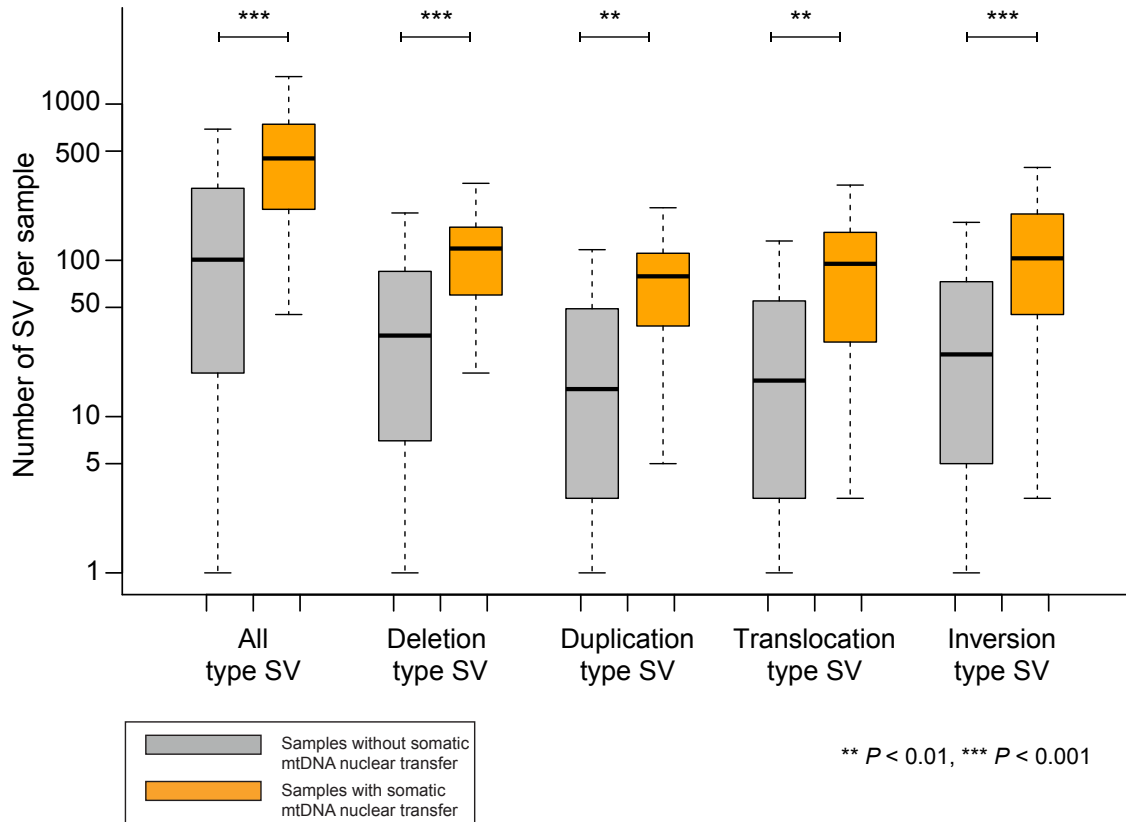 *** *** ** ** ***
Number of SV per sample
1000
500
100
50
10
5
1
All
type SV
Deletion
type SV
Duplication
type SV
Translocation
type SV
Inversion
type SV
Samples without somatic
mtDNA nuclear transfer
Samples with somatic
mtDNA nuclear transfer
** P < 0.01, *** P < 0.001